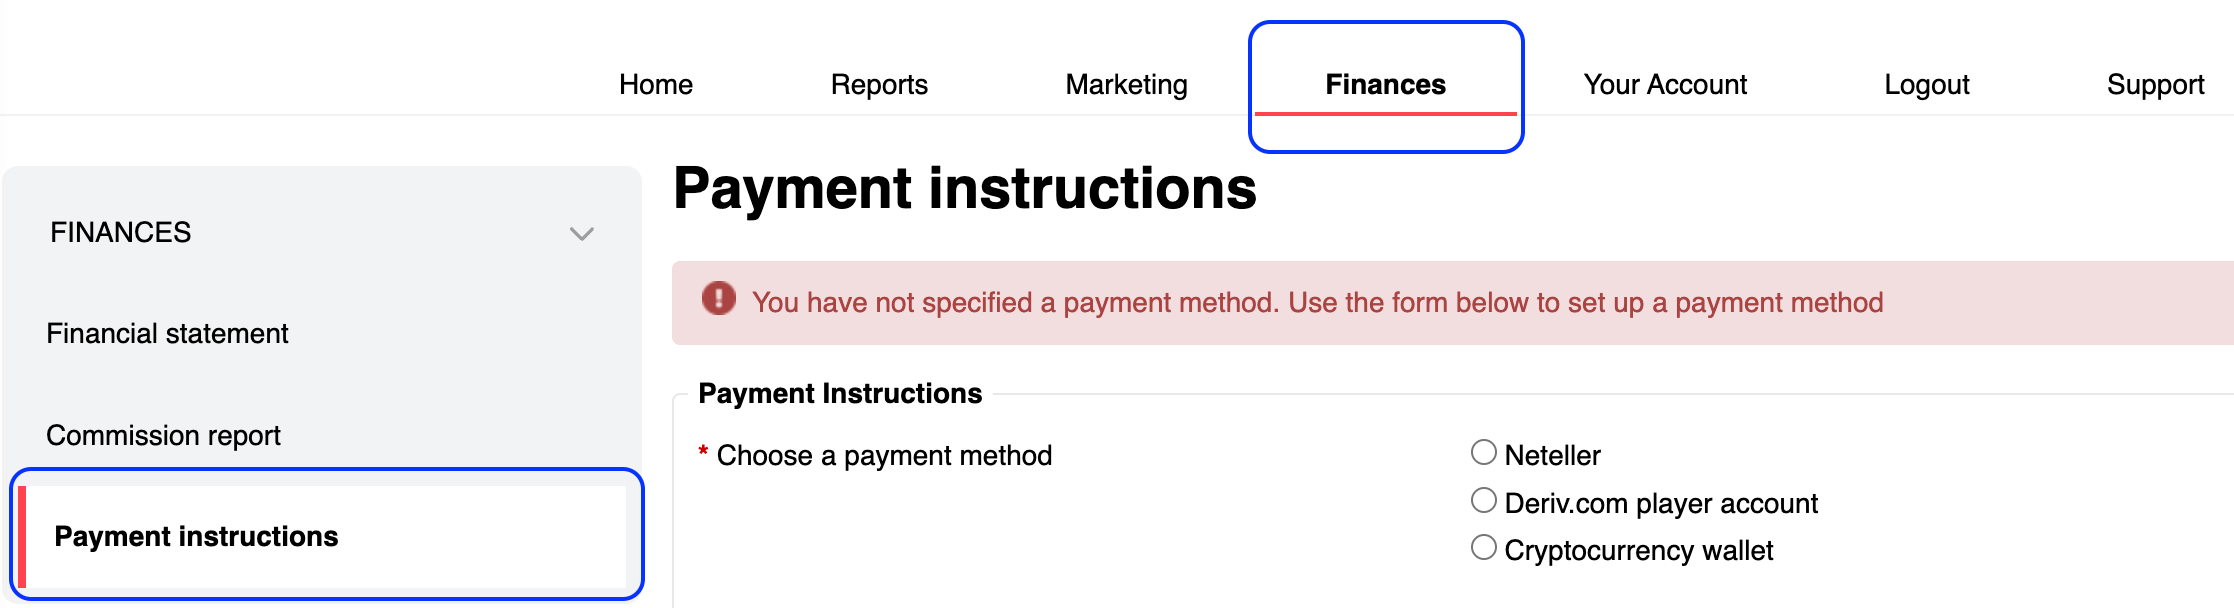 Home Reports Marketing Finances Your Account Logout Support
FINANCES
Financial statement
Commission report
Payment instructions
Payment instructions
You have not specified a payment method. Use the form below to set up a payment method
Payment Instructions
* Choose a payment method
Neteller
Deriv.com player account
Cryptocurrency wallet